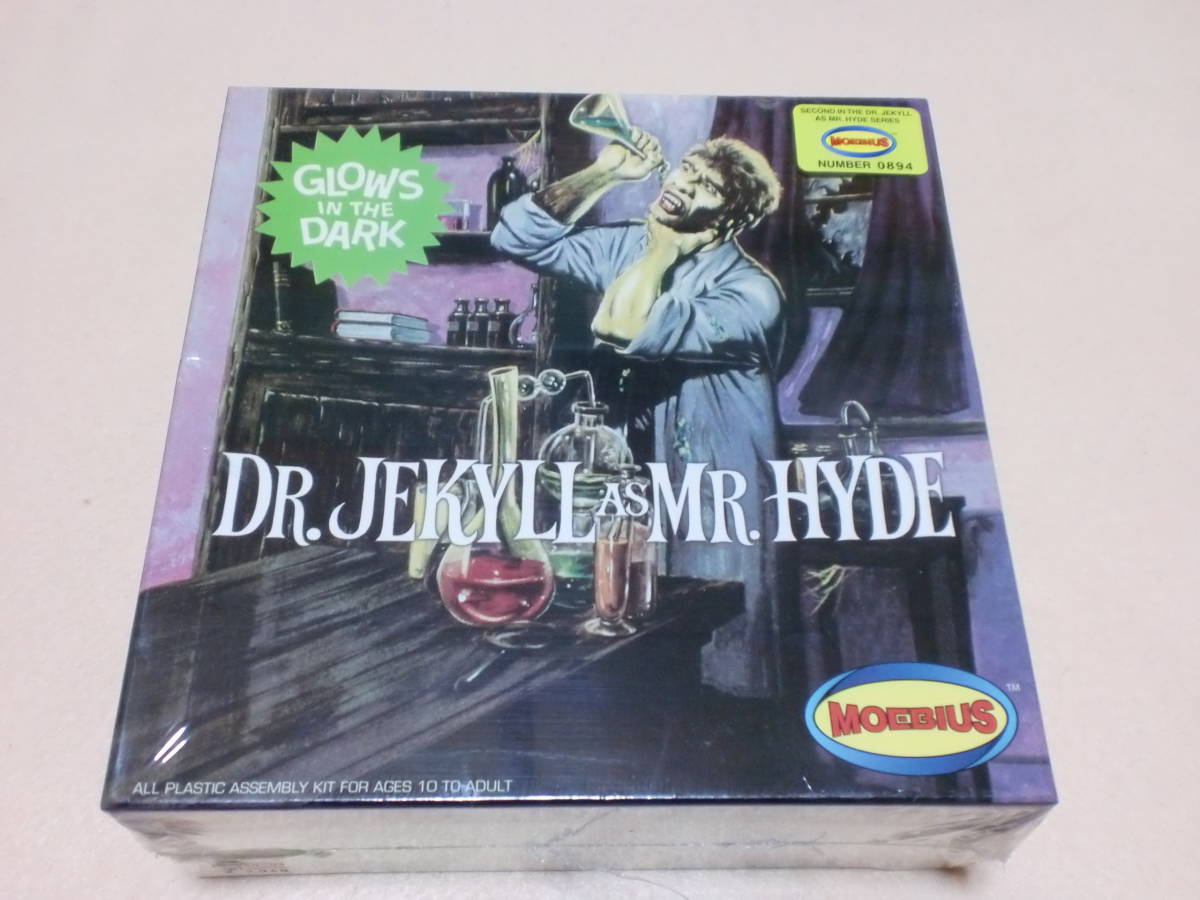 SECOND IN THE DR. JEKYLL
AS MR. HYDE SERIES
MOEBIUS
NUMBER 0894
GLOWS
IN THE
DARK
DR. JEKYLL AS MR. HYDE
MOEBIUS TM
ALL PLASTIC ASSEMBLY KIT FOR AGES 10 TO ADULT